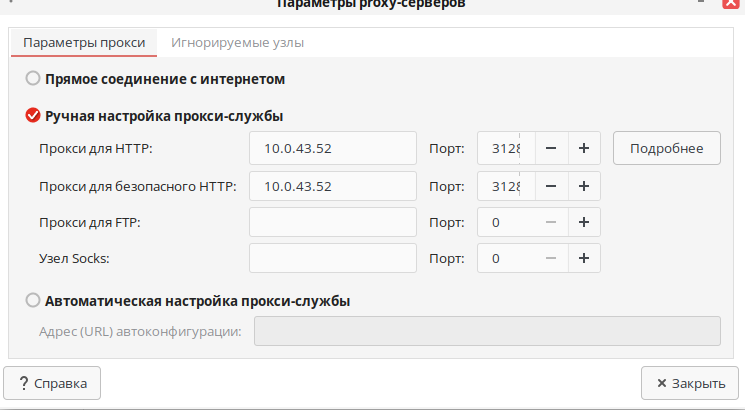 Параметры proxy-серверов
Параметры прокси Игнорируемые узлы
Прямое соединение с интернетом
Ручная настройка прокси-службы
Прокси для HTTP: 10.0.43.52 Порт: 3128 − + Подробнее
Прокси для безопасного HTTP: 10.0.43.52 Порт: 3128 − +
Прокси для FTP: Порт: 0 − +
Узел Socks: Порт: 0 − +
Автоматическая настройка прокси-службы
Адрес (URL) автоконфигурации:
? Справка × Закрыть